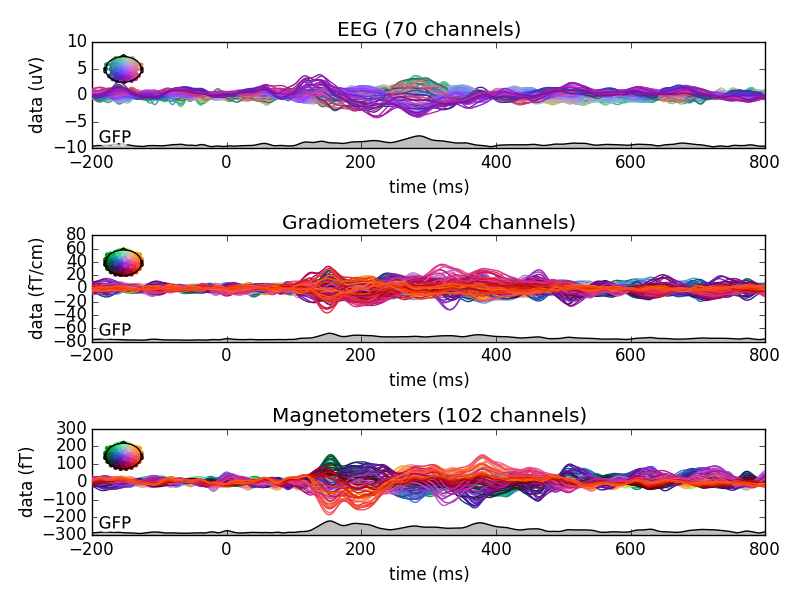 EEG (70 channels)
10
5
0
−5
−10
data (uV)
GFP
−200 0 200 400 600 800
time (ms)
Gradiometers (204 channels)
80
60
40
20
0
−20
−40
−60
−80
data (fT/cm)
GFP
−200 0 200 400 600 800
time (ms)
Magnetometers (102 channels)
300
200
100
0
−100
−200
−300
data (fT)
GFP
−200 0 200 400 600 800
time (ms)